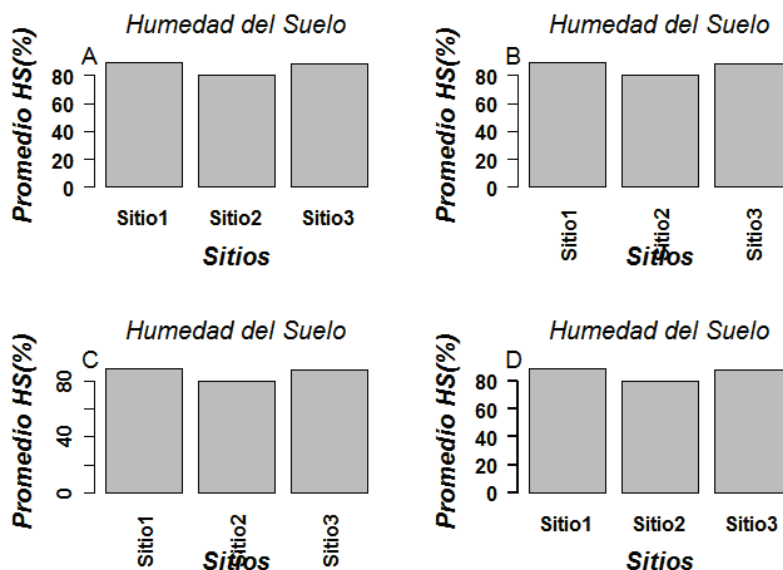 Humedad del Suelo
A
Promedio HS(%)
80
60
40
20
0
Sitio1 Sitio2 Sitio3
Sitios
Humedad del Suelo
B
Promedio HS(%)
80
60
40
20
0
Sitio1 Sitio2 Sitio3
Sitios
Humedad del Suelo
C
Promedio HS(%)
80
40
0
Sitio1 Sitio2 Sitio3
Sitios
Humedad del Suelo
D
Promedio HS(%)
80
60
40
20
0
Sitio1 Sitio2 Sitio3
Sitios